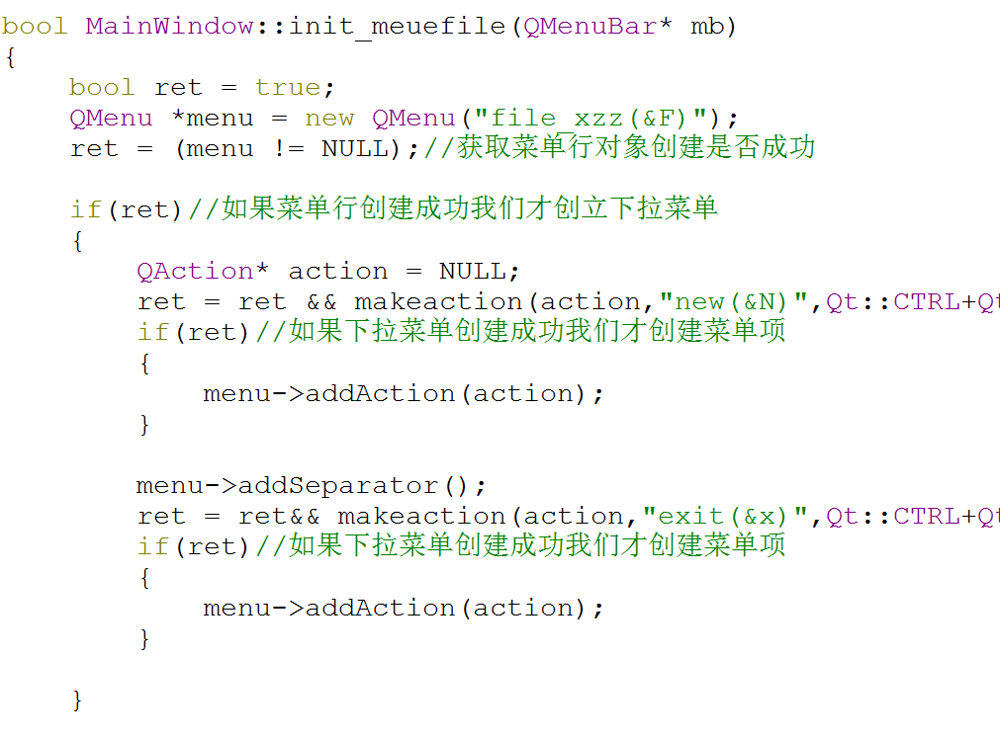 bool MainWindow::init_meuefile(QMenuBar* mb)
{
bool ret = true;
QMenu *menu = new QMenu("file_xzz(&F)");
ret = (menu != NULL);//获取菜单行对象创建是否成功
if(ret)//如果菜单行创建成功我们才创立下拉菜单
{
QAction* action = NULL;
ret = ret && makeaction(action,"new(&N)",Qt::CTRL+Qt
if(ret)//如果下拉菜单创建成功我们才创建菜单项
{
menu->addAction(action);
}
menu->addSeparator();
ret = ret&& makeaction(action,"exit(&x)",Qt::CTRL+Qt
if(ret)//如果下拉菜单创建成功我们才创建菜单项
{
menu->addAction(action);
}
}